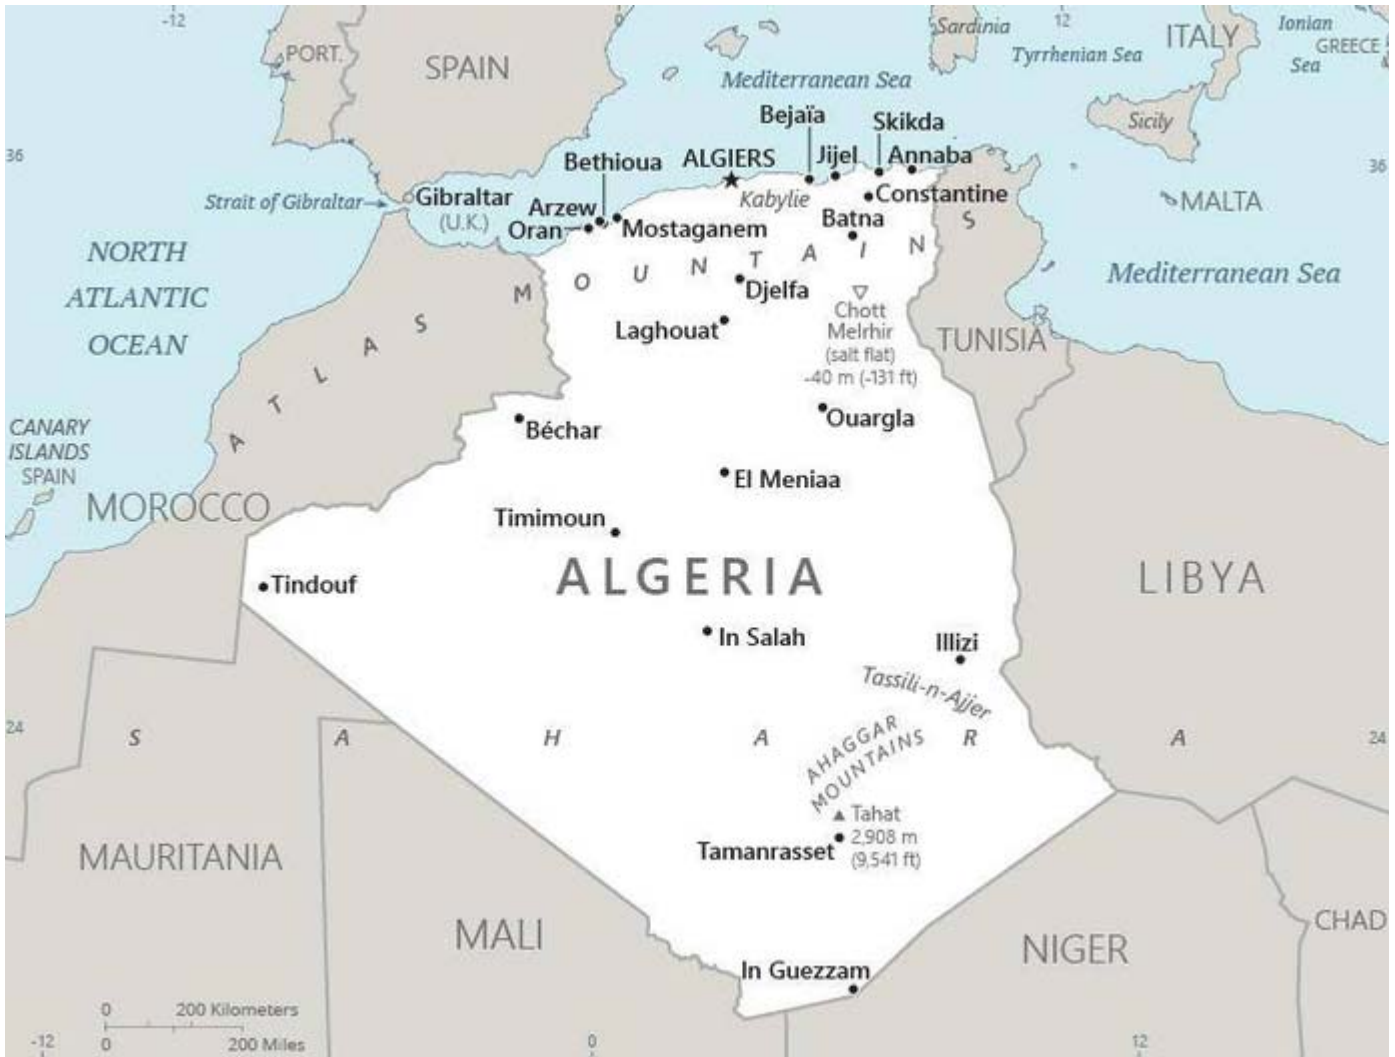 -12
0
12
PORT.
SPAIN
Sardinia
ITALY
Ionian
Sea
GREECE
Tyrrhenian Sea
Mediterranean Sea
Sicily
36
36
Bejaïa
Skikda
Bethioua
ALGIERS
Jijel
Annaba
Strait of Gibraltar
Gibraltar
(U.K.)
Arzew
Oran
Mostaganem
Kabylie
Constantine
Batna
MALTA
NORTH
ATLANTIC
OCEAN
Mediterranean Sea
ATLAS MOUNTAINS
Djelfa
Laghouat
Chott
Melrhir
(salt flat)
-40 m (-131 ft)
TUNISIA
CANARY
ISLANDS
SPAIN
Béchar
Ouargla
El Meniaa
MOROCCO
Timimoun
ALGERIA
LIBYA
Tindouf
In Salah
Illizi
Tassili-n-Ajjer
24
SAHARA
24
AHAGGAR
MOUNTAINS
Tahat
2,908 m
(9,541 ft)
Tamanrasset
MAURITANIA
MALI
NIGER
CHAD
In Guezzam
0 200 Kilometers
0 200 Miles
-12
0
12